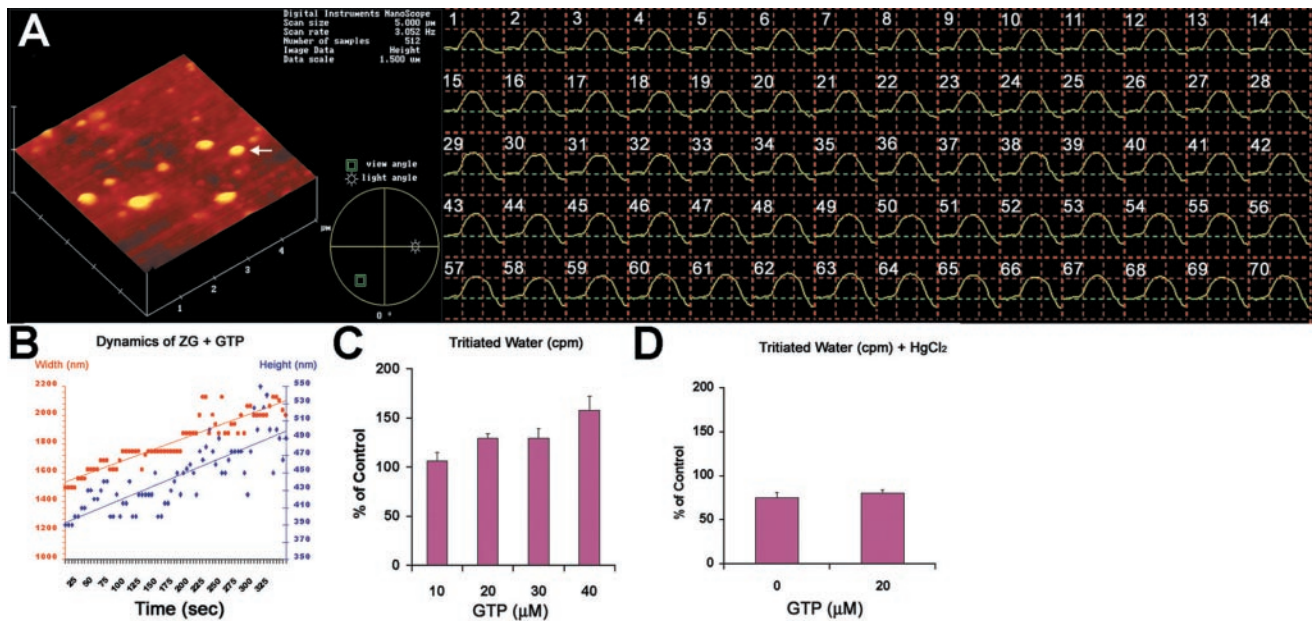 A
Digital Instruments NanoScope
Scan size 5.000 µm
Scan rate 3.052 Hz
Number of samples 512
Image Data Height
Data scale 1.500 um
view angle
light angle
µm
1 2 3 4
0 °
1 2 3 4 5 6 7 8 9 10 11 12 13 14
15 16 17 18 19 20 21 22 23 24 25 26 27 28
29 30 31 32 33 34 35 36 37 38 39 40 41 42
43 44 45 46 47 48 49 50 51 52 53 54 55 56
57 58 59 60 61 62 63 64 65 66 67 68 69 70
B
Dynamics of ZG + GTP
Width (nm) Height (nm)
2200 550
530
2000 510
1800 490
470
1600 450
430
1400 410
1200 390
370
1000 350
25 50 75 100 125 150 175 200 225 250 275 300 325
Time (sec)
C
Tritiated Water (cpm)
% of Control
200
150
100
50
0
10 20 30 40
GTP (µM)
D
Tritiated Water (cpm) + HgCl2
% of Control
200
150
100
50
0
0 20
GTP (µM)